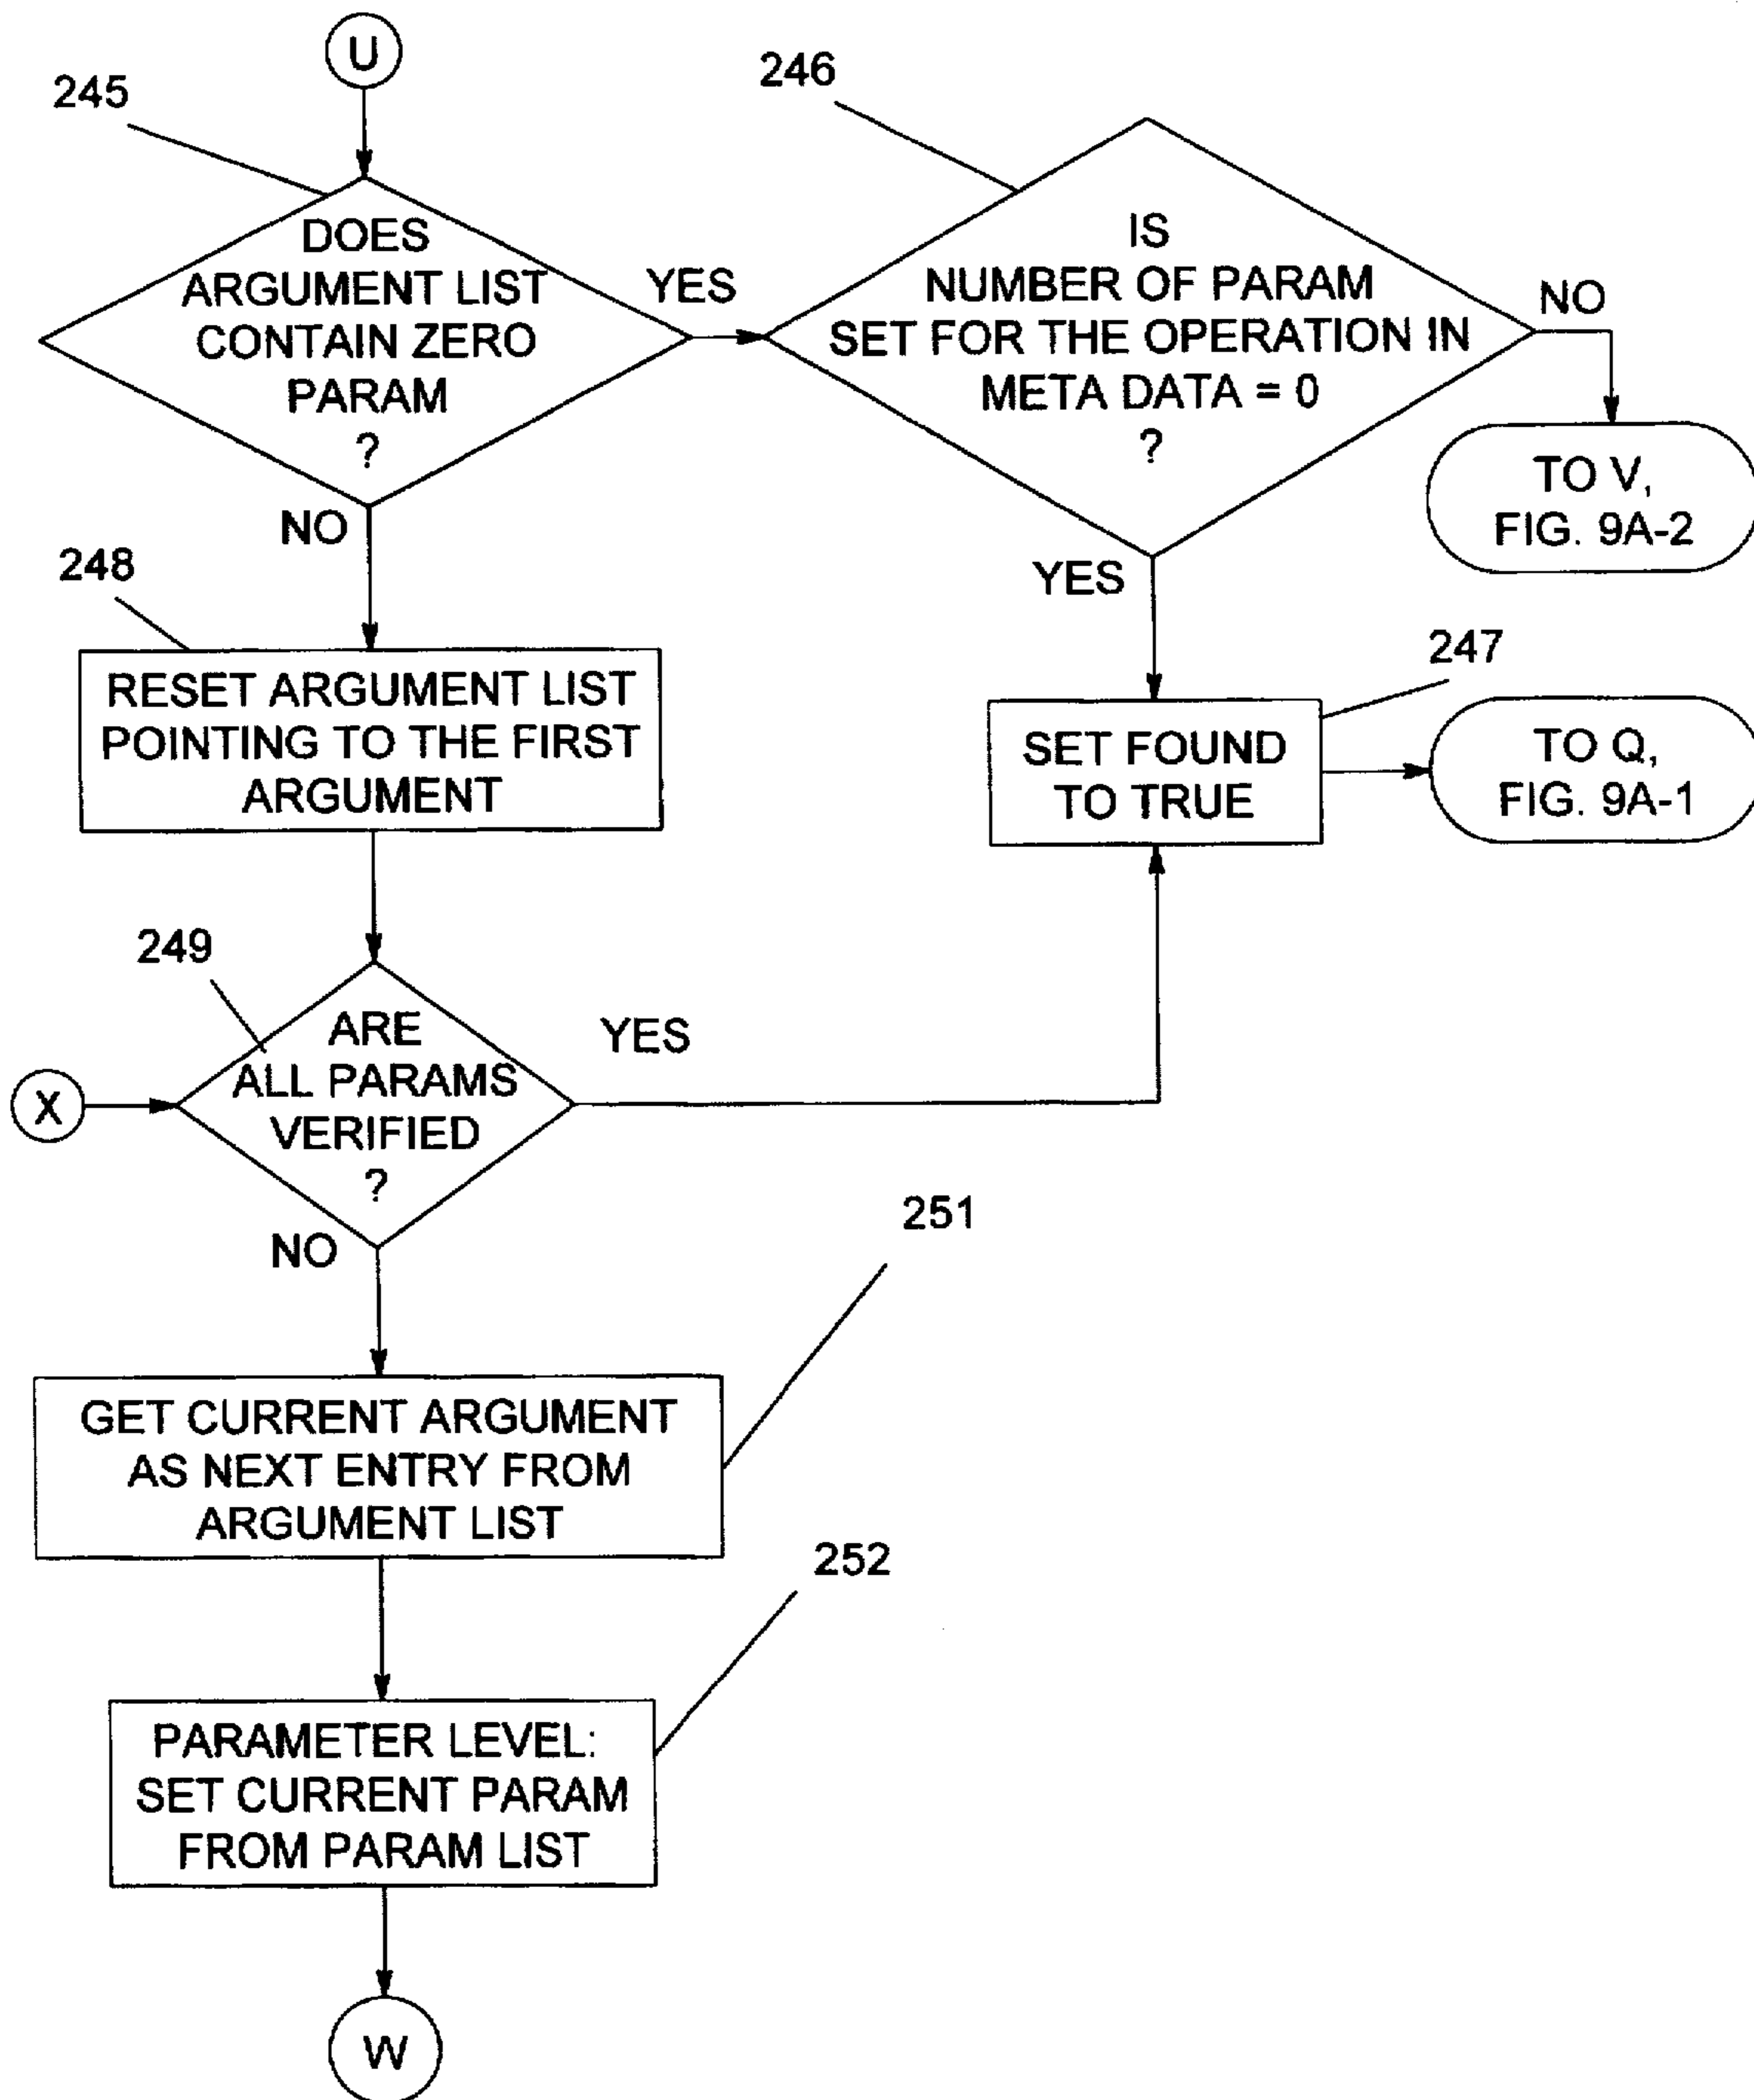 U
245
246
DOES
ARGUMENT LIST
CONTAIN ZERO
PARAM
?
YES
IS
NUMBER OF PARAM
SET FOR THE OPERATION IN
META DATA = 0
?
NO
TO V,
FIG. 9A-2
NO
YES
248
RESET ARGUMENT LIST
POINTING TO THE FIRST
ARGUMENT
247
SET FOUND
TO TRUE
TO Q,
FIG. 9A-1
249
X
ARE
ALL PARAMS
VERIFIED
?
YES
NO
251
GET CURRENT ARGUMENT
AS NEXT ENTRY FROM
ARGUMENT LIST
252
PARAMETER LEVEL:
SET CURRENT PARAM
FROM PARAM LIST
W